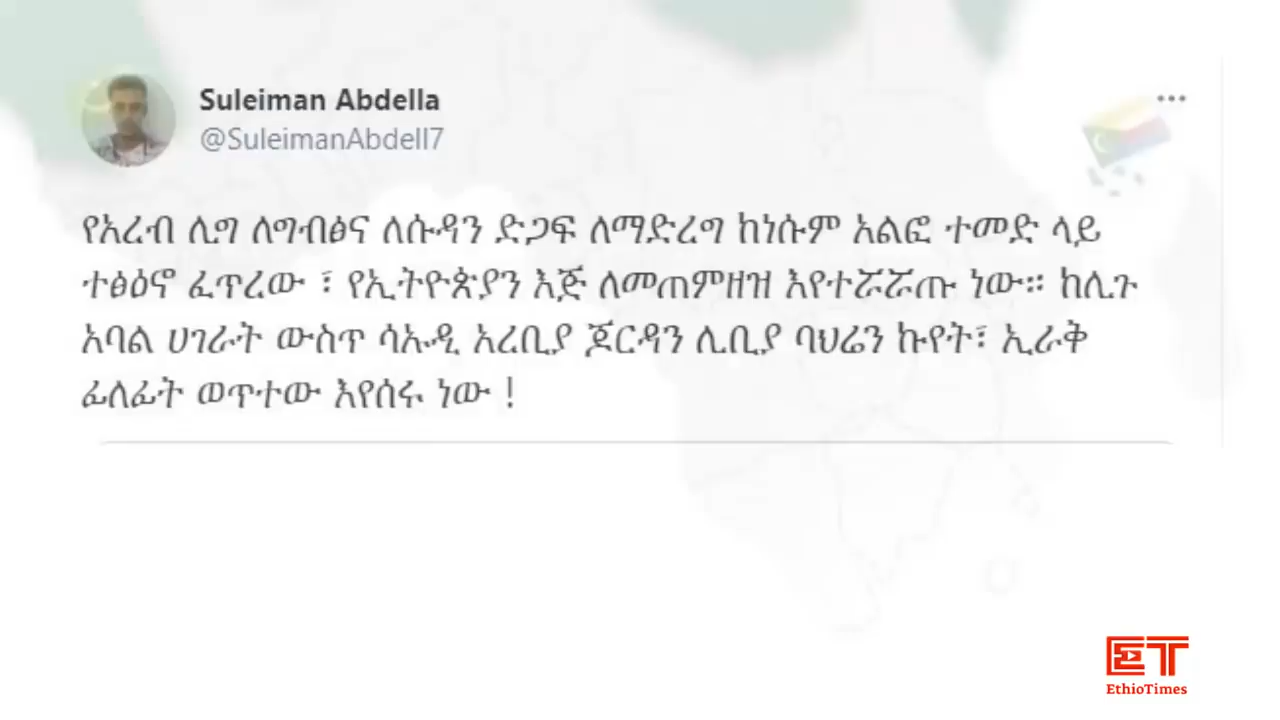 Suleiman Abdella
@SuleimanAbdell7
የአረብ ሊግ ለግብፅና ለሱዳን ድጋፍ ለማድረግ ከነሱም አልፎ ተመድ ላይ
ተፅዕኖ ፈጥረው ፣ የኢትዮጵያን እጅ ለመጠምዘዝ እየተሯሯጡ ነው። ከሊጉ
አባል ሀገራት ውስጥ ሳኡዲ አረቢያ ጆርዳን ሊቢያ ባህሬን ኩየት፣ ኢራቅ
ፊለፊት ወጥተው እየሰሩ ነው !
ET
EthioTimes